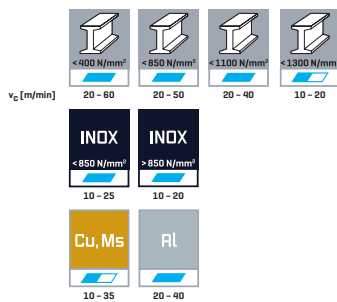 <400 N/mm² <850 N/mm² <1100 N/mm² <1300 N/mm²
vc [m/min] 20 - 60 20 - 50 20 - 40 10 - 20
INOX INOX
<850 N/mm² >850 N/mm²
10 - 25 10 - 20
Cu, Ms Al
10 - 35 20 - 40